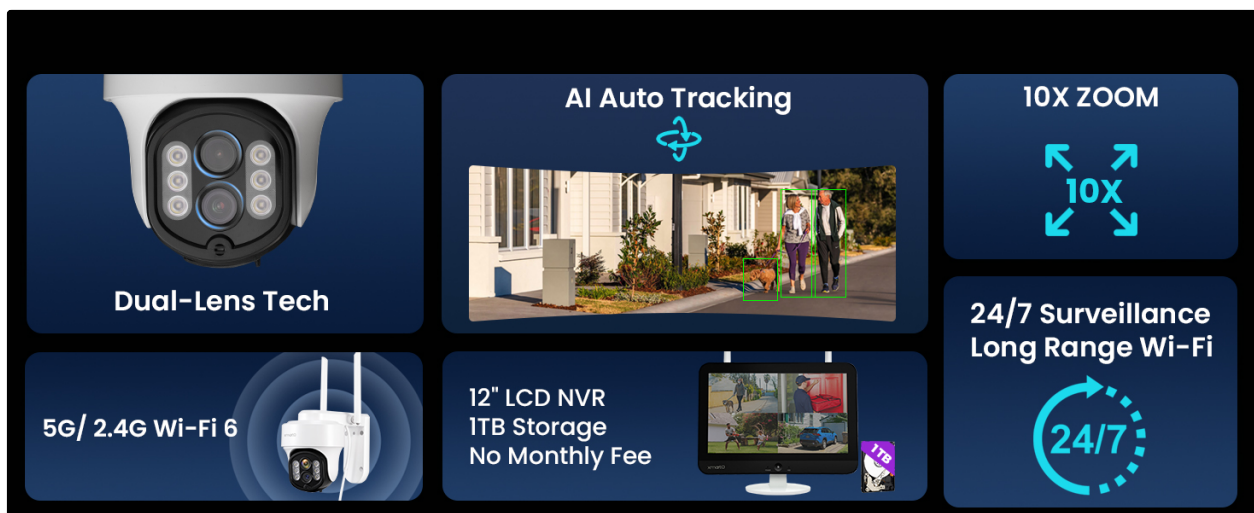 Dual-Lens Tech
AI Auto Tracking
10X ZOOM
10X
5G/ 2.4G Wi-Fi 6
12" LCD NVR
1TB Storage
No Monthly Fee
1TB
24/7 Surveillance
Long Range Wi-Fi
24/7